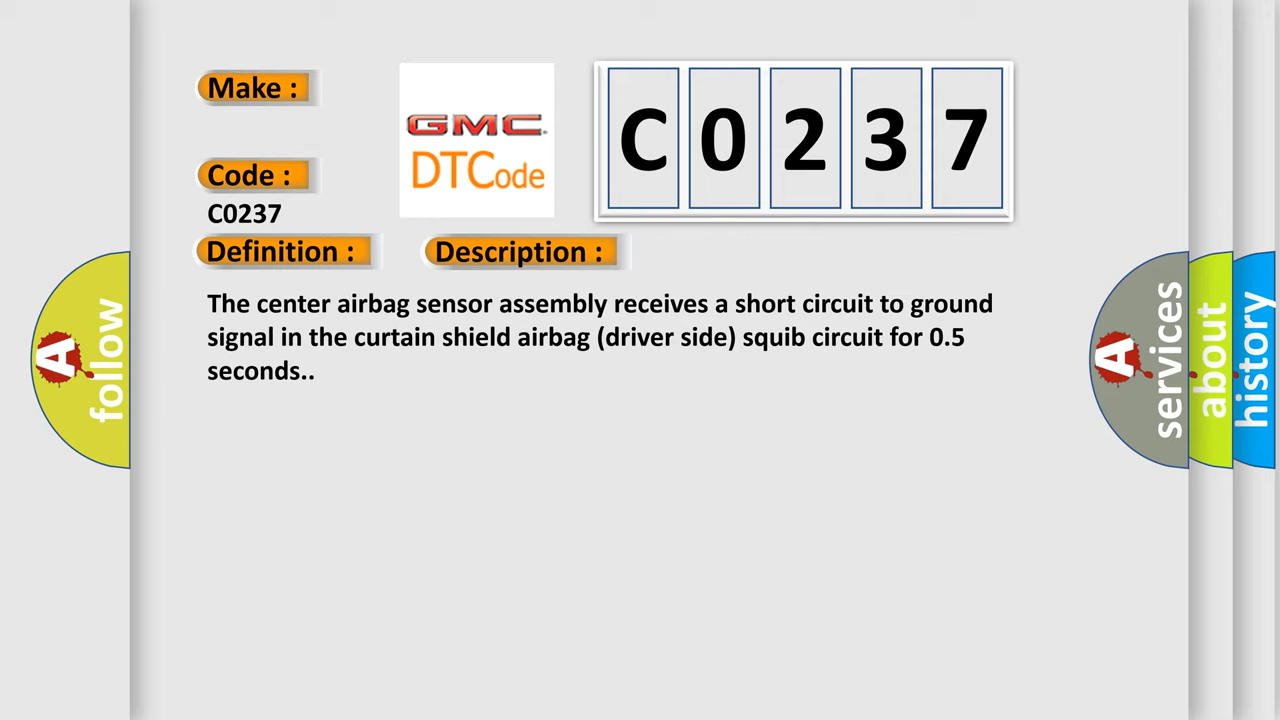 Make :
GMC
DTCode
C0237
Code :
C0237
Definition :
Description :
The center airbag sensor assembly receives a short circuit to ground
signal in the curtain shield airbag (driver side) squib circuit for 0.5
seconds..
A follow
A services
about
history